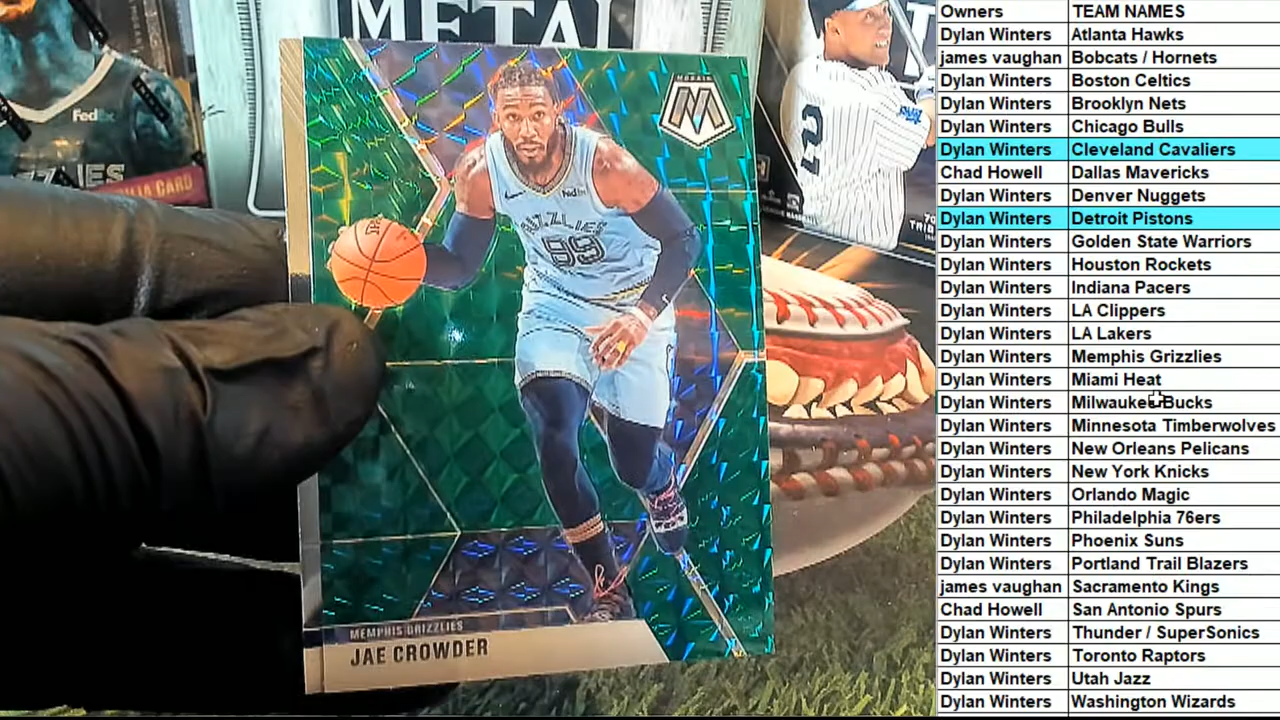 METAL
FedEx
IES
ILIA CARD
2
MOSAIC
M
FedEx
GRIZZLIES
99
MEMPHIS GRIZZLIES
JAE CROWDER
Owners TEAM NAMES
Dylan Winters Atlanta Hawks
james vaughan Bobcats / Hornets
Dylan Winters Boston Celtics
Dylan Winters Brooklyn Nets
Dylan Winters Chicago Bulls
Dylan Winters Cleveland Cavaliers
Chad Howell Dallas Mavericks
Dylan Winters Denver Nuggets
Dylan Winters Detroit Pistons
Dylan Winters Golden State Warriors
Dylan Winters Houston Rockets
Dylan Winters Indiana Pacers
Dylan Winters LA Clippers
Dylan Winters LA Lakers
Dylan Winters Memphis Grizzlies
Dylan Winters Miami Heat
Dylan Winters Milwaukee Bucks
Dylan Winters Minnesota Timberwolves
Dylan Winters New Orleans Pelicans
Dylan Winters New York Knicks
Dylan Winters Orlando Magic
Dylan Winters Philadelphia 76ers
Dylan Winters Phoenix Suns
Dylan Winters Portland Trail Blazers
james vaughan Sacramento Kings
Chad Howell San Antonio Spurs
Dylan Winters Thunder / SuperSonics
Dylan Winters Toronto Raptors
Dylan Winters Utah Jazz
Dylan Winters Washington Wizards